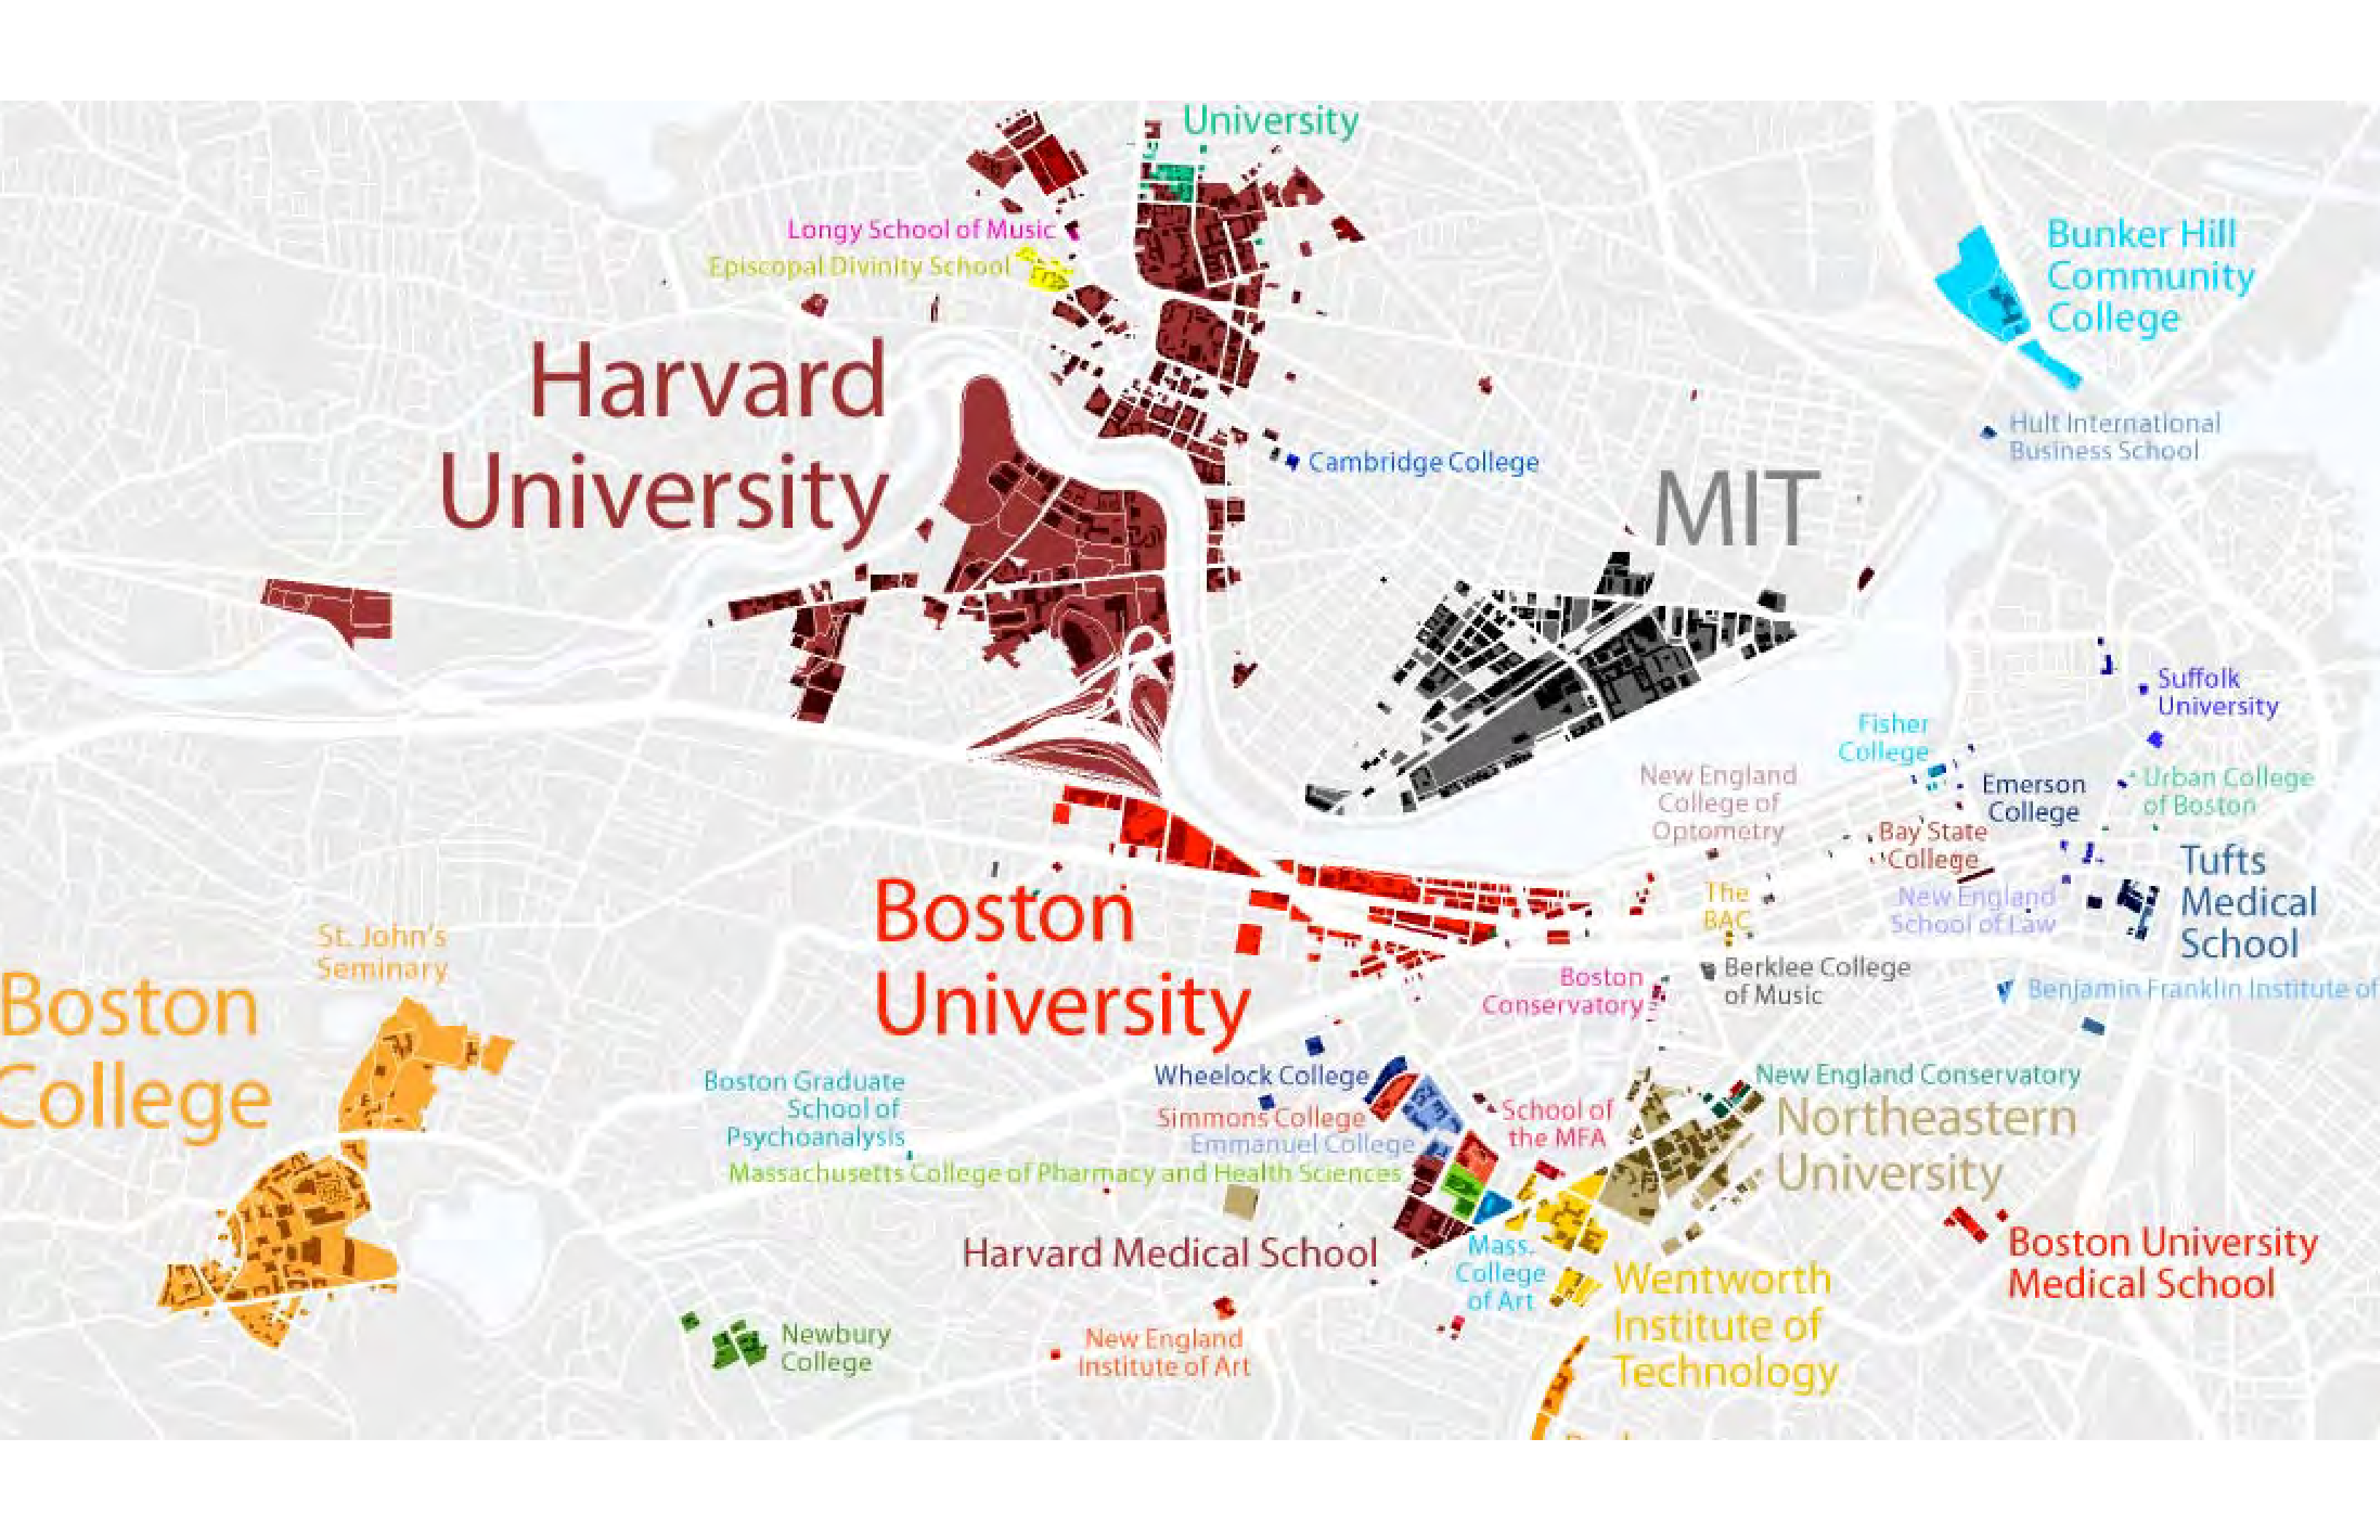 University
Longy School of Music
Episcopal Divinity School
Bunker Hill
Community
College
Harvard
University
Hult International
Business School
Cambridge College
MIT
Suffolk
University
Fisher
College
New England
College of
Optometry
Emerson
College
Urban College
of Boston
Bay State
College
Boston
University
The
BAC
New England
School of Law
Tufts
Medical
School
St. John's
Seminary
Boston
College
Boston
Conservatory
Berklee College
of Music
Benjamin Franklin Institute of
Wheelock College
New England Conservatory
Boston Graduate
School of
Psychoanalysis
Simmons College
Emmanuel College
School of
the MFA
Northeastern
University
Massachusetts College of Pharmacy and Health Sciences
Harvard Medical School
Mass.
College
of Art
Boston University
Medical School
Wentworth
Institute of
Technology
Newbury
College
New England
Institute of Art